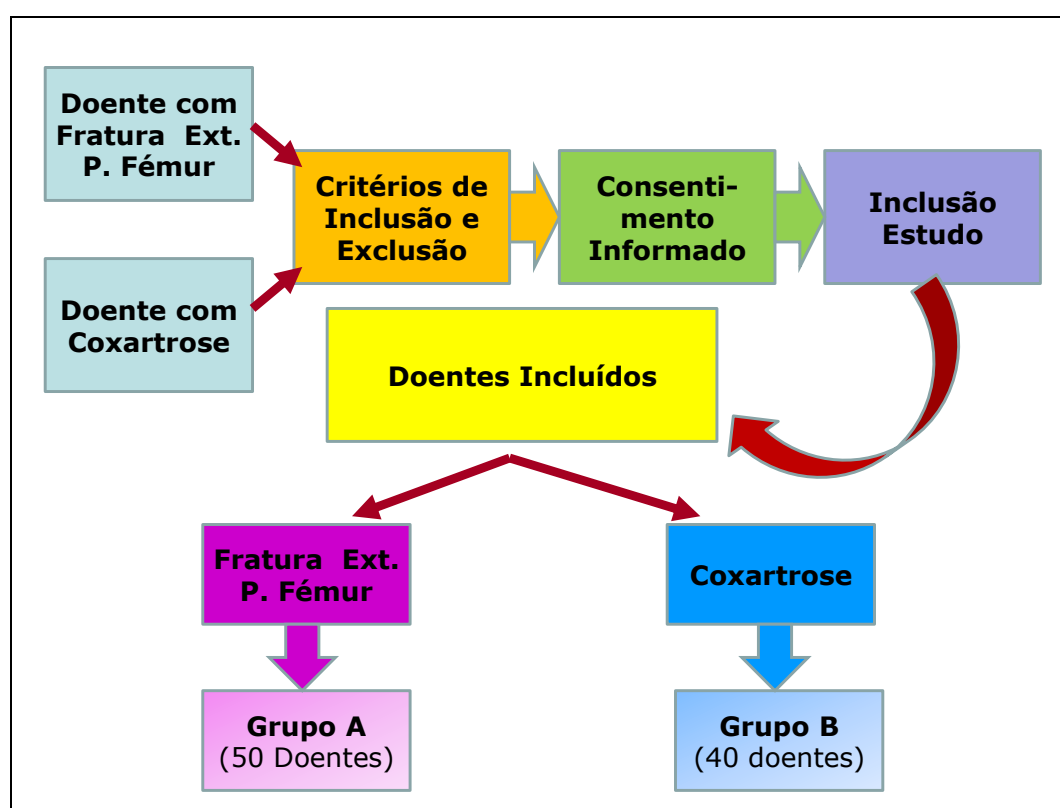 Doente com
Fratura Ext.
P. Fémur
Critérios de
Inclusão e
Exclusão
Consenti-
mento
Informado
Inclusão
Estudo
Doente com
Coxartrose
Doentes Incluídos
Fratura Ext.
P. Fémur
Coxartrose
Grupo A
(50 Doentes)
Grupo B
(40 doentes)